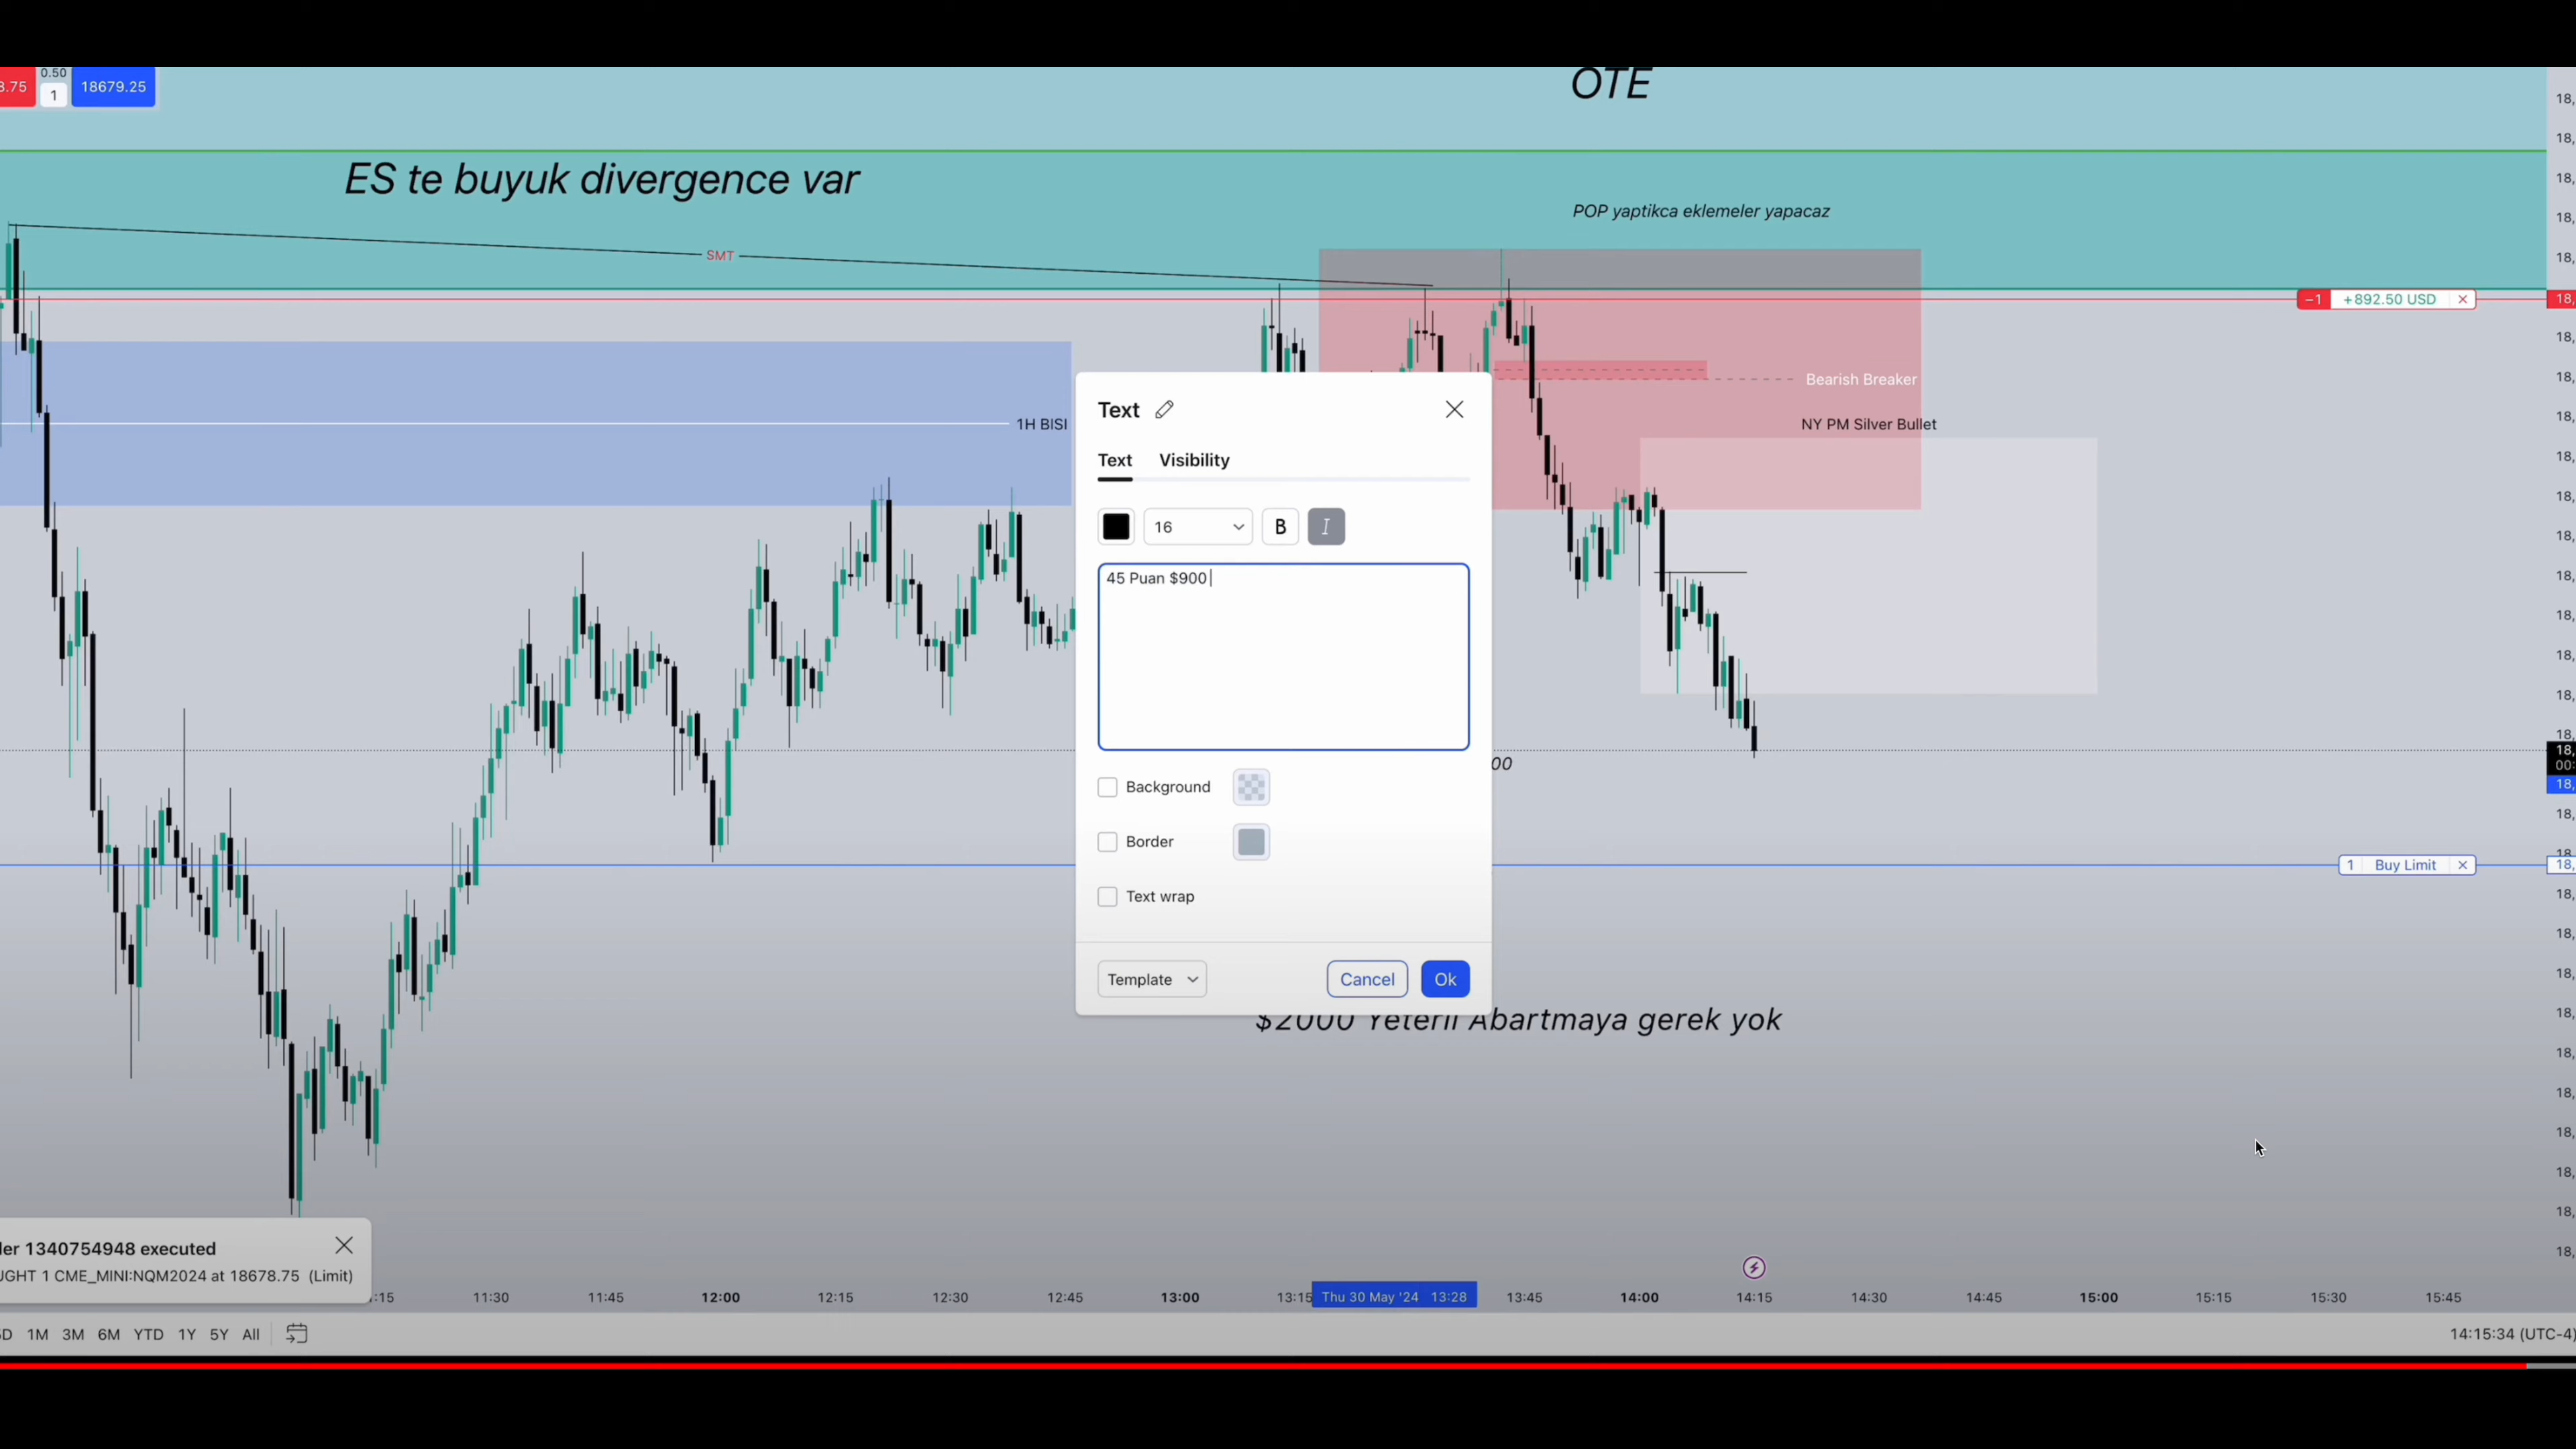 OTE
0.50
8.75 1 18679.25
ES te buyuk divergence var
POP yaptikca eklemeler yapacaz
SMT
−1 +892.50 USD
Bearish Breaker
1H BISI
NY PM Silver Bullet
Text
Text Visibility
16 B I
45 Puan $900
00
Background
Border
Text wrap
1 Buy Limit
Template Cancel Ok
$2000 Yeterli Abartmaya gerek yok
der 1340754948 executed
UGHT 1 CME_MINI:NQM2024 at 18678.75 (Limit)
:15 11:30 11:45 12:00 12:15 12:30 12:45 13:00 13:15 Thu 30 May '24 13:28 13:45 14:00 14:15 14:30 14:45 15:00 15:15 15:30 15:45
5D 1M 3M 6M YTD 1Y 5Y All
14:15:34 (UTC-4)